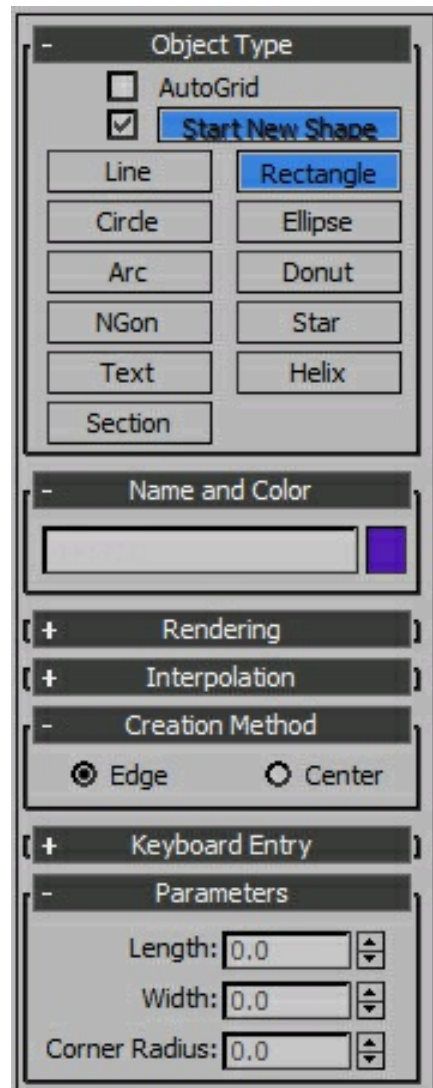 - Object Type
AutoGrid
Start New Shape
Line Rectangle
Circle Ellipse
Arc Donut
NGon Star
Text Helix
Section
- Name and Color
+ Rendering
+ Interpolation
- Creation Method
Edge Center
+ Keyboard Entry
- Parameters
Length: 0.0
Width: 0.0
Corner Radius: 0.0